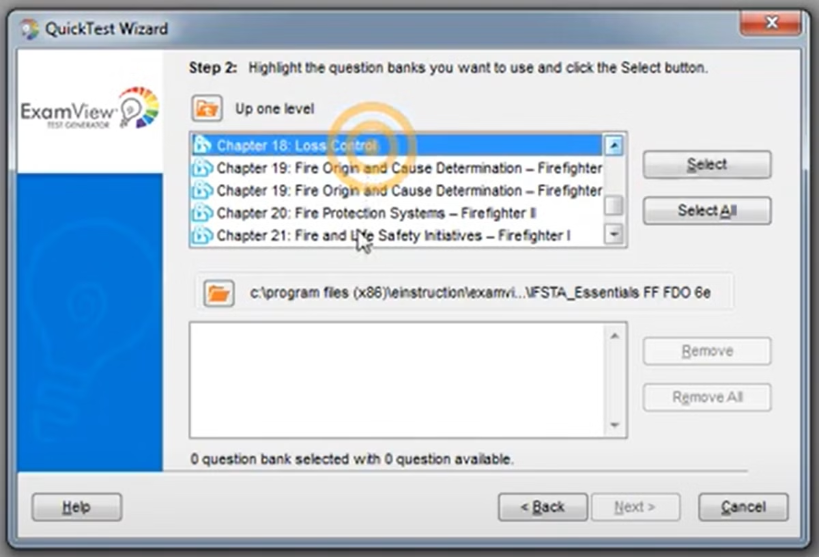 QuickTest Wizard
Step 2: Highlight the question banks you want to use and click the Select button.
ExamView
TEST GENERATOR
Up one level
Chapter 18: Loss Control
Chapter 19: Fire Origin and Cause Determination – Firefighter
Chapter 19: Fire Origin and Cause Determination – Firefighter
Chapter 20: Fire Protection Systems – Firefighter II
Chapter 21: Fire and Life Safety Initiatives – Firefighter I
Select
Select All
c:\program files (x86)\einstruction\examvi...\IFSTA_Essentials FF FDO 6e
Remove
Remove All
0 question bank selected with 0 question available.
Help
< Back
Next >
Cancel